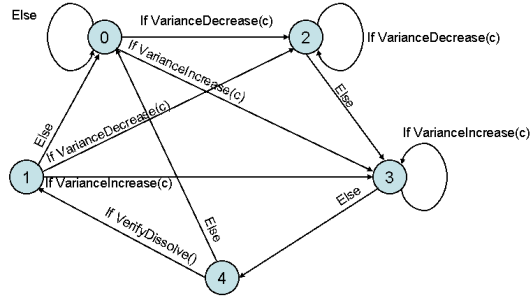 Else
If VarianceDecrease(c)
0
2
If VarianceDecrease(c)
If VarianceIncrease(c)
Else
Else
If VarianceDecrease(c)
If VarianceIncrease(c)
1
If VarianceIncrease(c)
3
Else
If VerifyDissolve()
Else
4